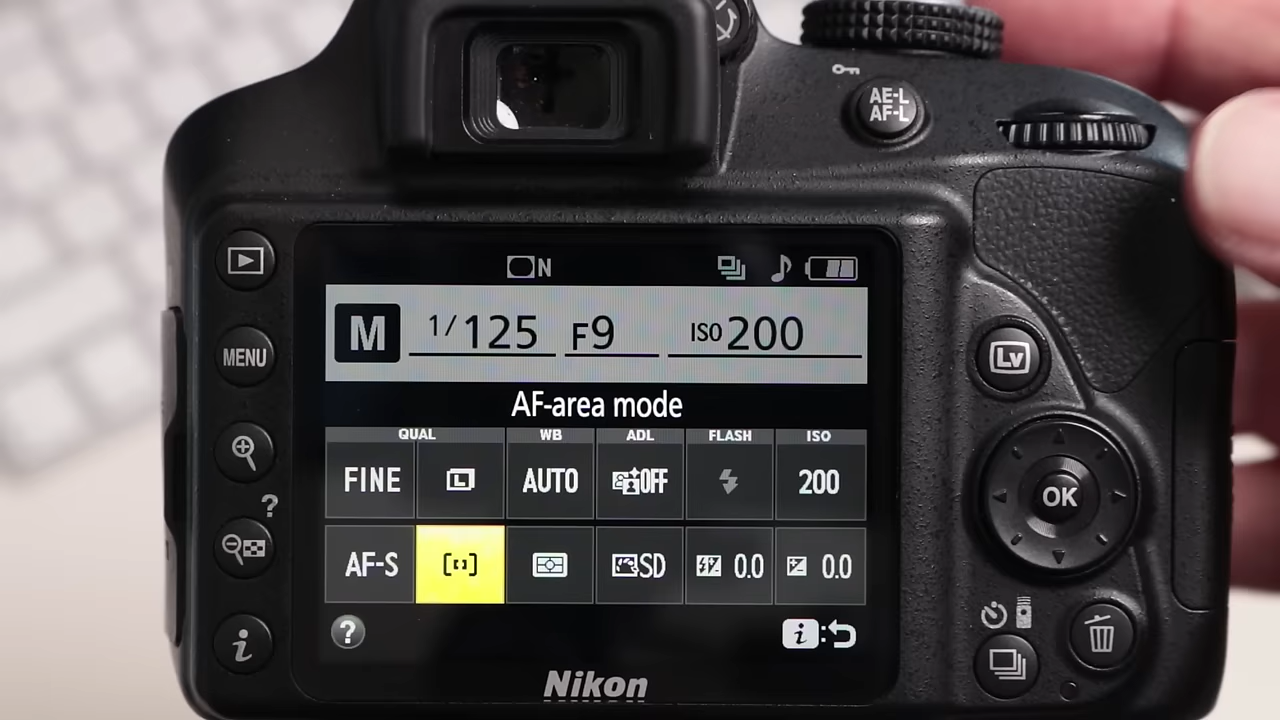 AE-L
AF-L
MENU
N
M 1/125 F9 ISO 200
AF-area mode
QUAL WB ADL FLASH ISO
FINE L AUTO OFF 200
AF-S SD 0.0 0.0
? ?
i i
Lv
OK
Nikon